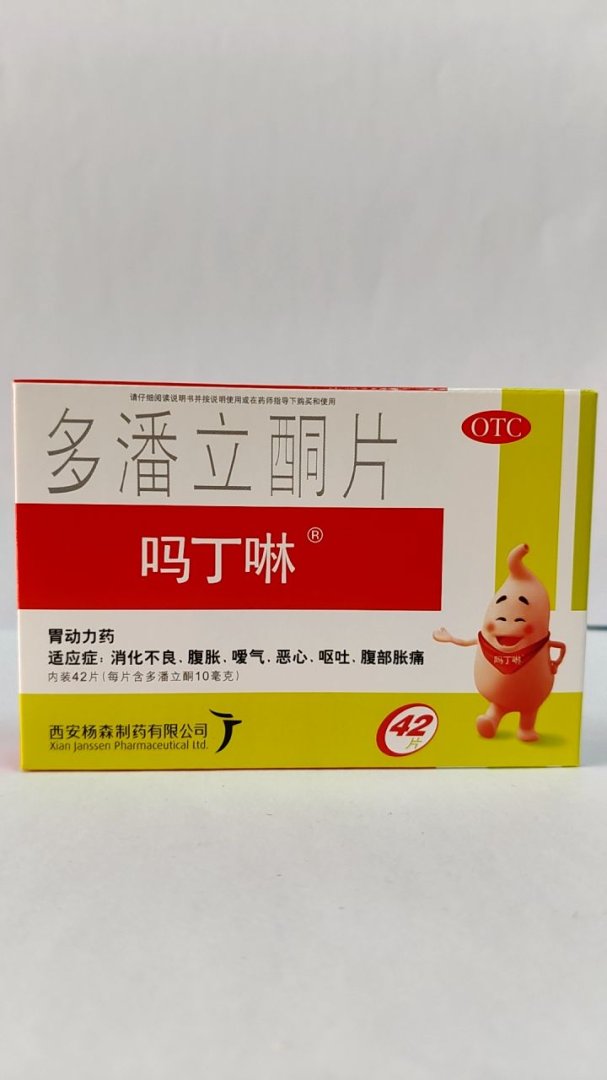 请仔细阅读说明书并按说明使用或在药师指导下购买和使用
多潘立酮片
OTC
吗丁啉®
胃动力药
适应症：消化不良、腹胀、嗳气、恶心、呕吐、腹部胀痛
内装42片(每片含多潘立酮10毫克)
吗丁啉
西安杨森制药有限公司
Xian Janssen Pharmaceutical Ltd.
42
片